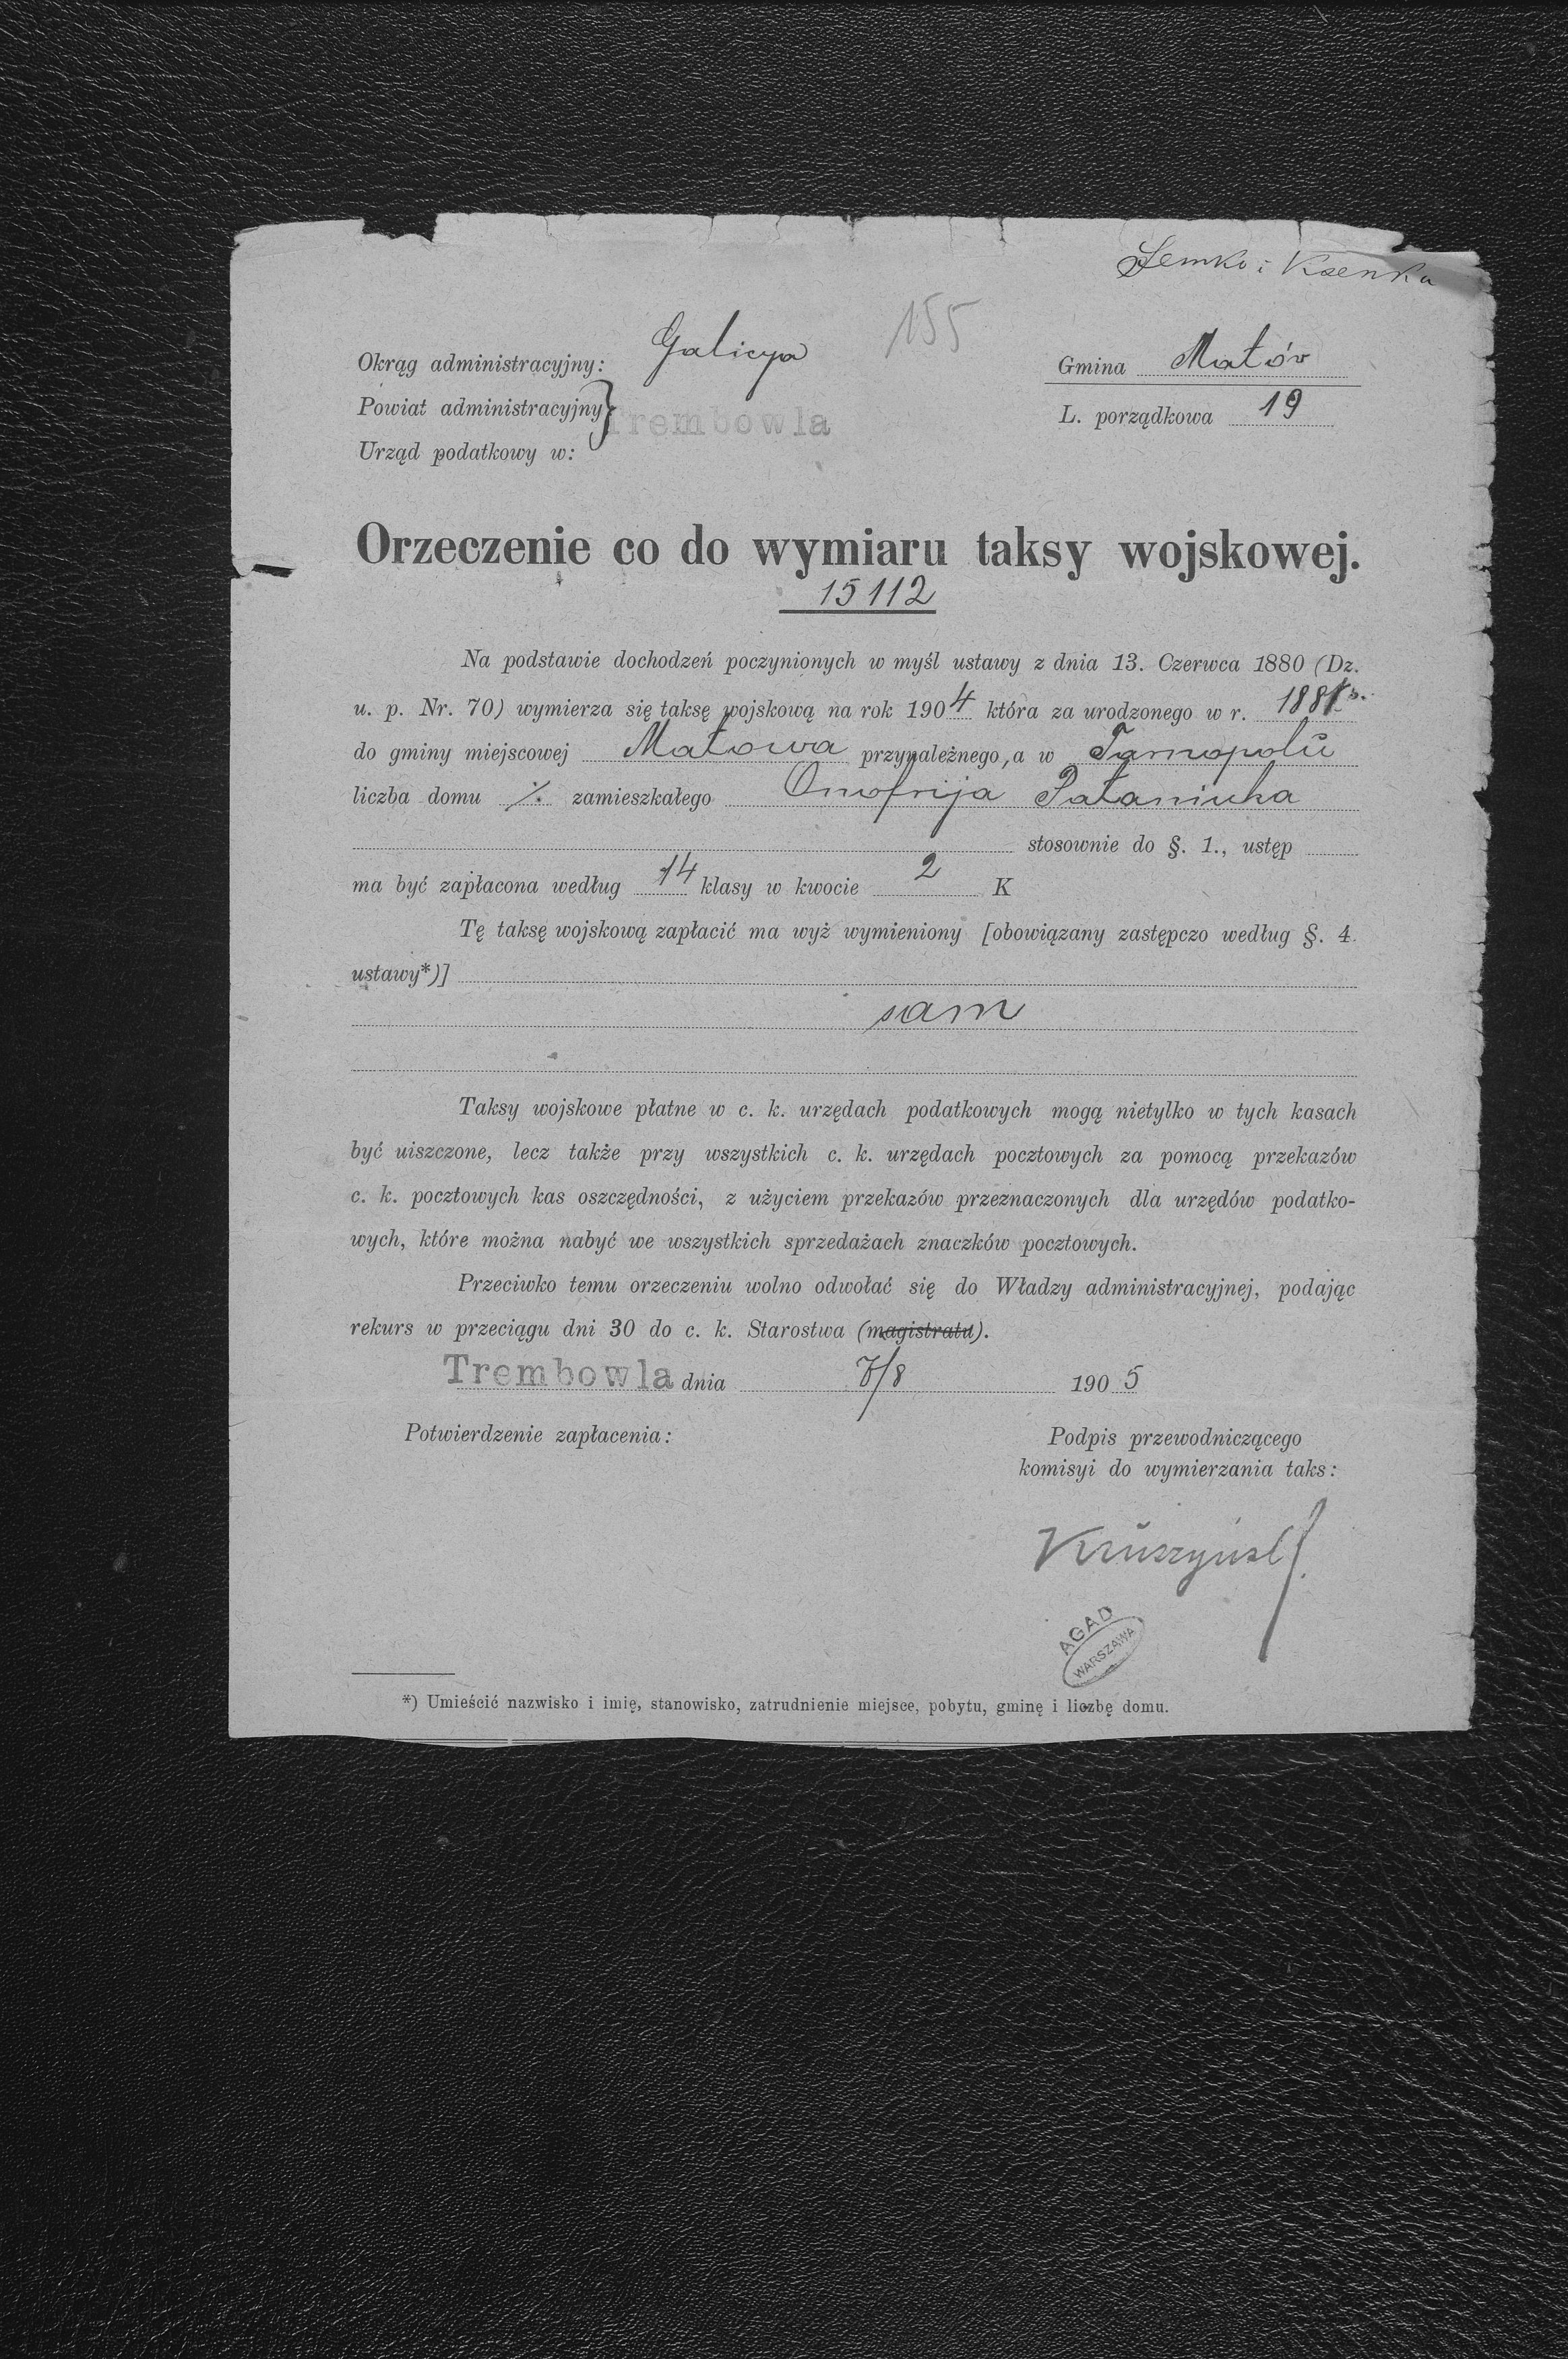 Semko i Ksenka
155
Okrąg administracyjny: Galicya
Gmina Małów
Powiat administracyjny
Trembowla
L. porządkowa 19
Urząd podatkowy w:
Orzeczenie co do wymiaru taksy wojskowej.
15112
Na podstawie dochodzeń poczynionych w myśl ustawy z dnia 13. Czerwca 1880 (Dz.
u. p. Nr. 70) wymierza się taksę wojskową na rok 1904 która za urodzonego w r.
do gminy miejscowej Małowa przynależnego, a w Tarnopolu
liczba domu ./. zamieszkałego Onofrija Pałaniuka
stosownie do §. 1., ustęp
ma być zapłacona według 14 klasy w kwocie 2 K
Tę taksę wojskową zapłacić ma wyż wymieniony [obowiązany zastępczo według §. 4.
ustawy*)]
sam
Taksy wojskowe płatne w c. k. urzędach podatkowych mogą nietylko w tych kasach
być uiszczone, lecz także przy wszystkich c. k. urzędach pocztowych za pomocą przekazów
c. k. pocztowych kas oszczędności, z użyciem przekazów przeznaczonych dla urzędów podatko-
wych, które można nabyć we wszystkich sprzedażach znaczków pocztowych.
Przeciwko temu orzeczeniu wolno odwołać się do Władzy administracyjnej, podając
rekurs w przeciągu dni 30 do c. k. Starostwa (magistratu).
Trembowla dnia 7/8 1905
Potwierdzenie zapłacenia:
Podpis przewodniczącego
komisyi do wymierzania taks:
AGAD
WARSZAWA
*) Umieścić nazwisko i imię, stanowisko, zatrudnienie miejsce, pobytu, gminę i liczbę domu.